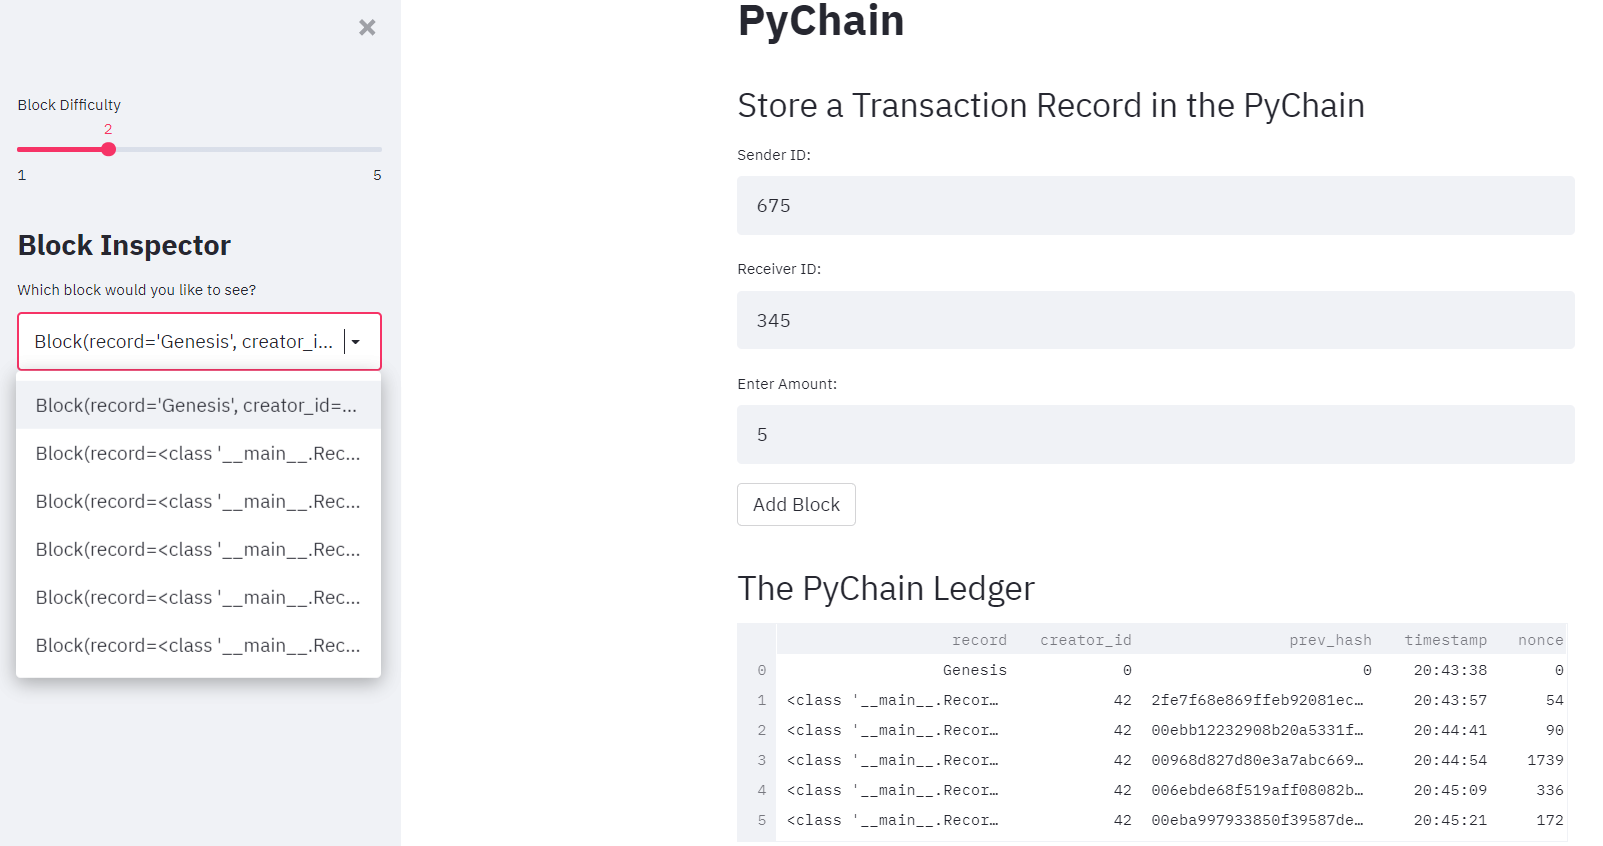 ×
Block Difficulty
2
1 5
Block Inspector
Which block would you like to see?
Block(record='Genesis', creator_i...
Block(record='Genesis', creator_id=...
Block(record=<class '__main__.Rec...
Block(record=<class '__main__.Rec...
Block(record=<class '__main__.Rec...
Block(record=<class '__main__.Rec...
Block(record=<class '__main__.Rec...
PyChain
Store a Transaction Record in the PyChain
Sender ID:
675
Receiver ID:
345
Enter Amount:
5
Add Block
The PyChain Ledger
record creator_id prev_hash timestamp nonce
0 Genesis 0 0 20:43:38 0
1 <class '__main__.Recor… 42 2fe7f68e869ffeb92081ec… 20:43:57 54
2 <class '__main__.Recor… 42 00ebb12232908b20a5331f… 20:44:41 90
3 <class '__main__.Recor… 42 00968d827d80e3a7abc669… 20:44:54 1739
4 <class '__main__.Recor… 42 006ebde68f519aff08082b… 20:45:09 336
5 <class '__main__.Recor… 42 00eba997933850f39587de… 20:45:21 172